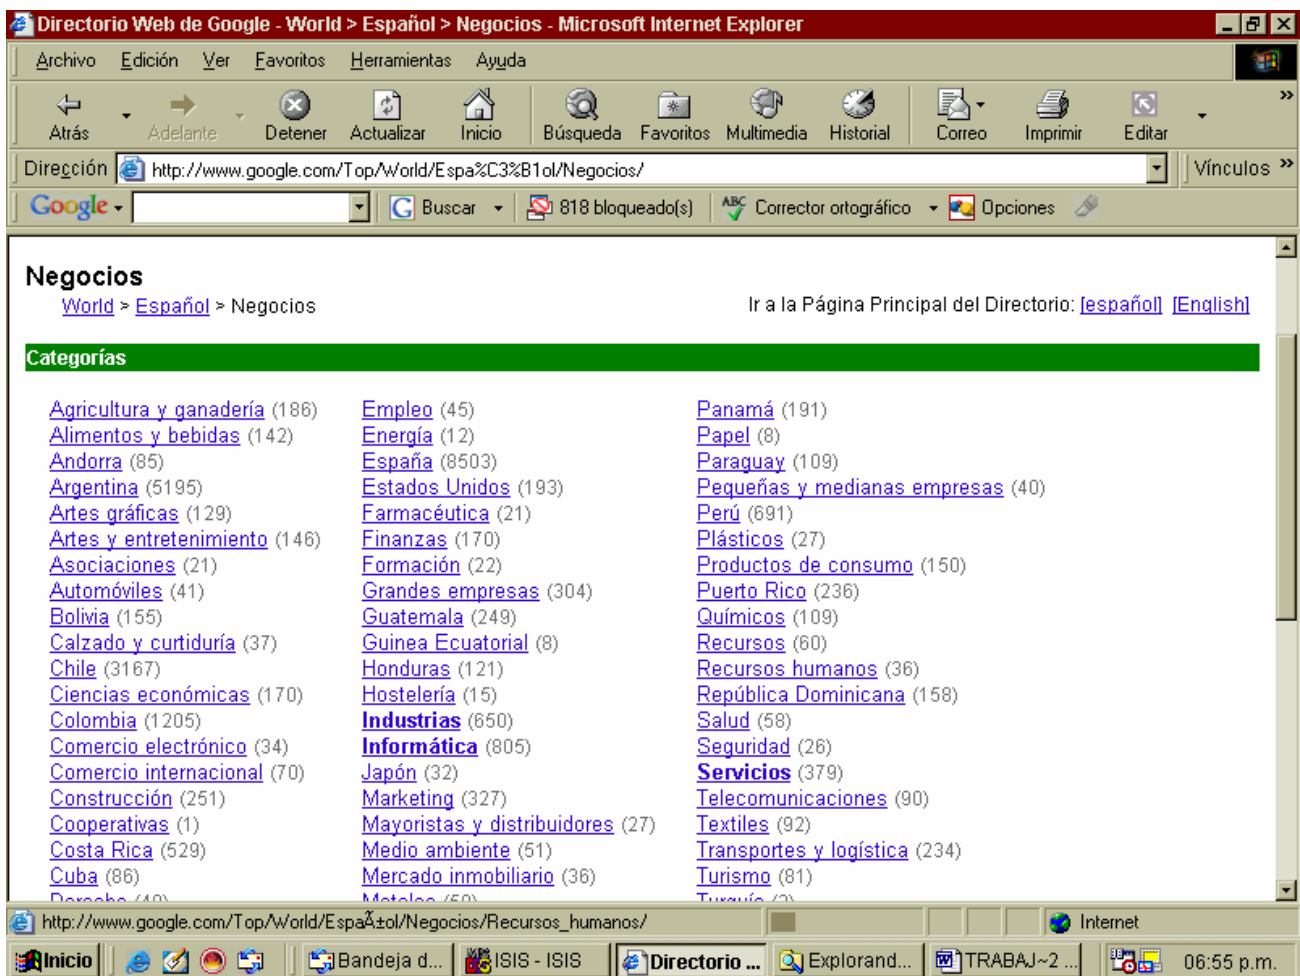 Directorio Web de Google - World > Español > Negocios - Microsoft Internet Explorer
Archivo Edición Ver Favoritos Herramientas Ayuda
Atrás Adelante Detener Actualizar Inicio Búsqueda Favoritos Multimedia Historial Correo Imprimir Editar »
Dirección http://www.google.com/Top/World/Espa%C3%B1ol/Negocios/ Vínculos »
Google G Buscar 818 bloqueado(s) ABC Corrector ortográfico Opciones
Negocios
World > Español > Negocios Ir a la Página Principal del Directorio: [español] [English]
Categorías
Agricultura y ganadería (186) Empleo (45) Panamá (191)
Alimentos y bebidas (142) Energía (12) Papel (8)
Andorra (85) España (8503) Paraguay (109)
Argentina (5195) Estados Unidos (193) Pequeñas y medianas empresas (40)
Artes gráficas (129) Farmacéutica (21) Perú (691)
Artes y entretenimiento (146) Finanzas (170) Plásticos (27)
Asociaciones (21) Formación (22) Productos de consumo (150)
Automóviles (41) Grandes empresas (304) Puerto Rico (236)
Bolivia (155) Guatemala (249) Químicos (109)
Calzado y curtiduría (37) Guinea Ecuatorial (8) Recursos (60)
Chile (3167) Honduras (121) Recursos humanos (36)
Ciencias económicas (170) Hostelería (15) República Dominicana (158)
Colombia (1205) Industrias (650) Salud (58)
Comercio electrónico (34) Informática (805) Seguridad (26)
Comercio internacional (70) Japón (32) Servicios (379)
Construcción (251) Marketing (327) Telecomunicaciones (90)
Cooperativas (1) Mayoristas y distribuidores (27) Textiles (92)
Costa Rica (529) Medio ambiente (51) Transportes y logística (234)
Cuba (86) Mercado inmobiliario (36) Turismo (81)
http://www.google.com/Top/World/EspaÃ±ol/Negocios/Recursos_humanos/ Internet
Inicio Bandeja d... ISIS - ISIS Directorio ... Explorand... TRABAJ~2 ... 06:55 p.m.